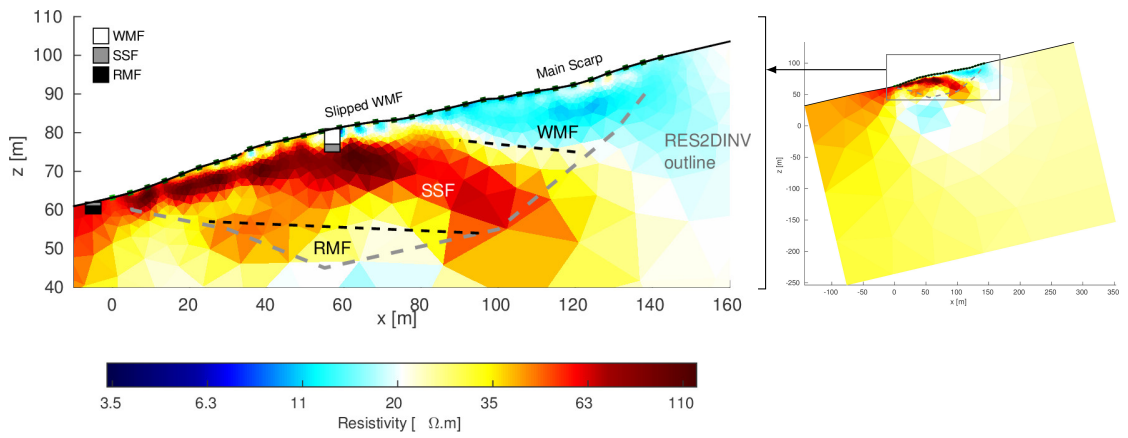 110
100
90
80
70
60
50
40
z [m]
WMF
SSF
RMF
Slipped WMF
Main Scarp
WMF
SSF
RMF
RES2DINV
outline
0
20
40
60
80
100
120
140
160
x [m]
3.5
6.3
11
20
35
63
110
Resistivity [ Ω.m]
100
50
0
-50
-100
-150
-200
-250
z [m]
-100
-50
0
50
100
150
200
250
300
350
x [m]